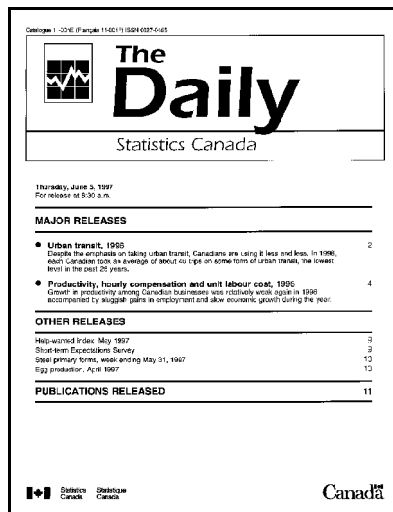 Catalogue 11-001E (Français 11-001F) ISSN 0827-0465
The
Daily
Statistics Canada
Thursday, June 5, 1997
For release at 8:30 a.m.
MAJOR RELEASES
● Urban transit, 1996 2
Despite the emphasis on taking urban transit, Canadians are using it less and less. In 1996,
each Canadian took an average of about 48 trips on some form of urban transit, the lowest
level in the past 25 years.
● Productivity, hourly compensation and unit labour cost, 1996 4
Growth in productivity among Canadian businesses was relatively weak again in 1996
accompanied by sluggish gains in employment and slow economic growth during the year.
OTHER RELEASES
Help-wanted Index, May 1997 9
Short-term Expectations Survey 9
Steel primary forms, week ending May 31, 1997 10
Egg production, April 1997 10
PUBLICATIONS RELEASED 11
Statistics Statistique
Canada Canada
Canada